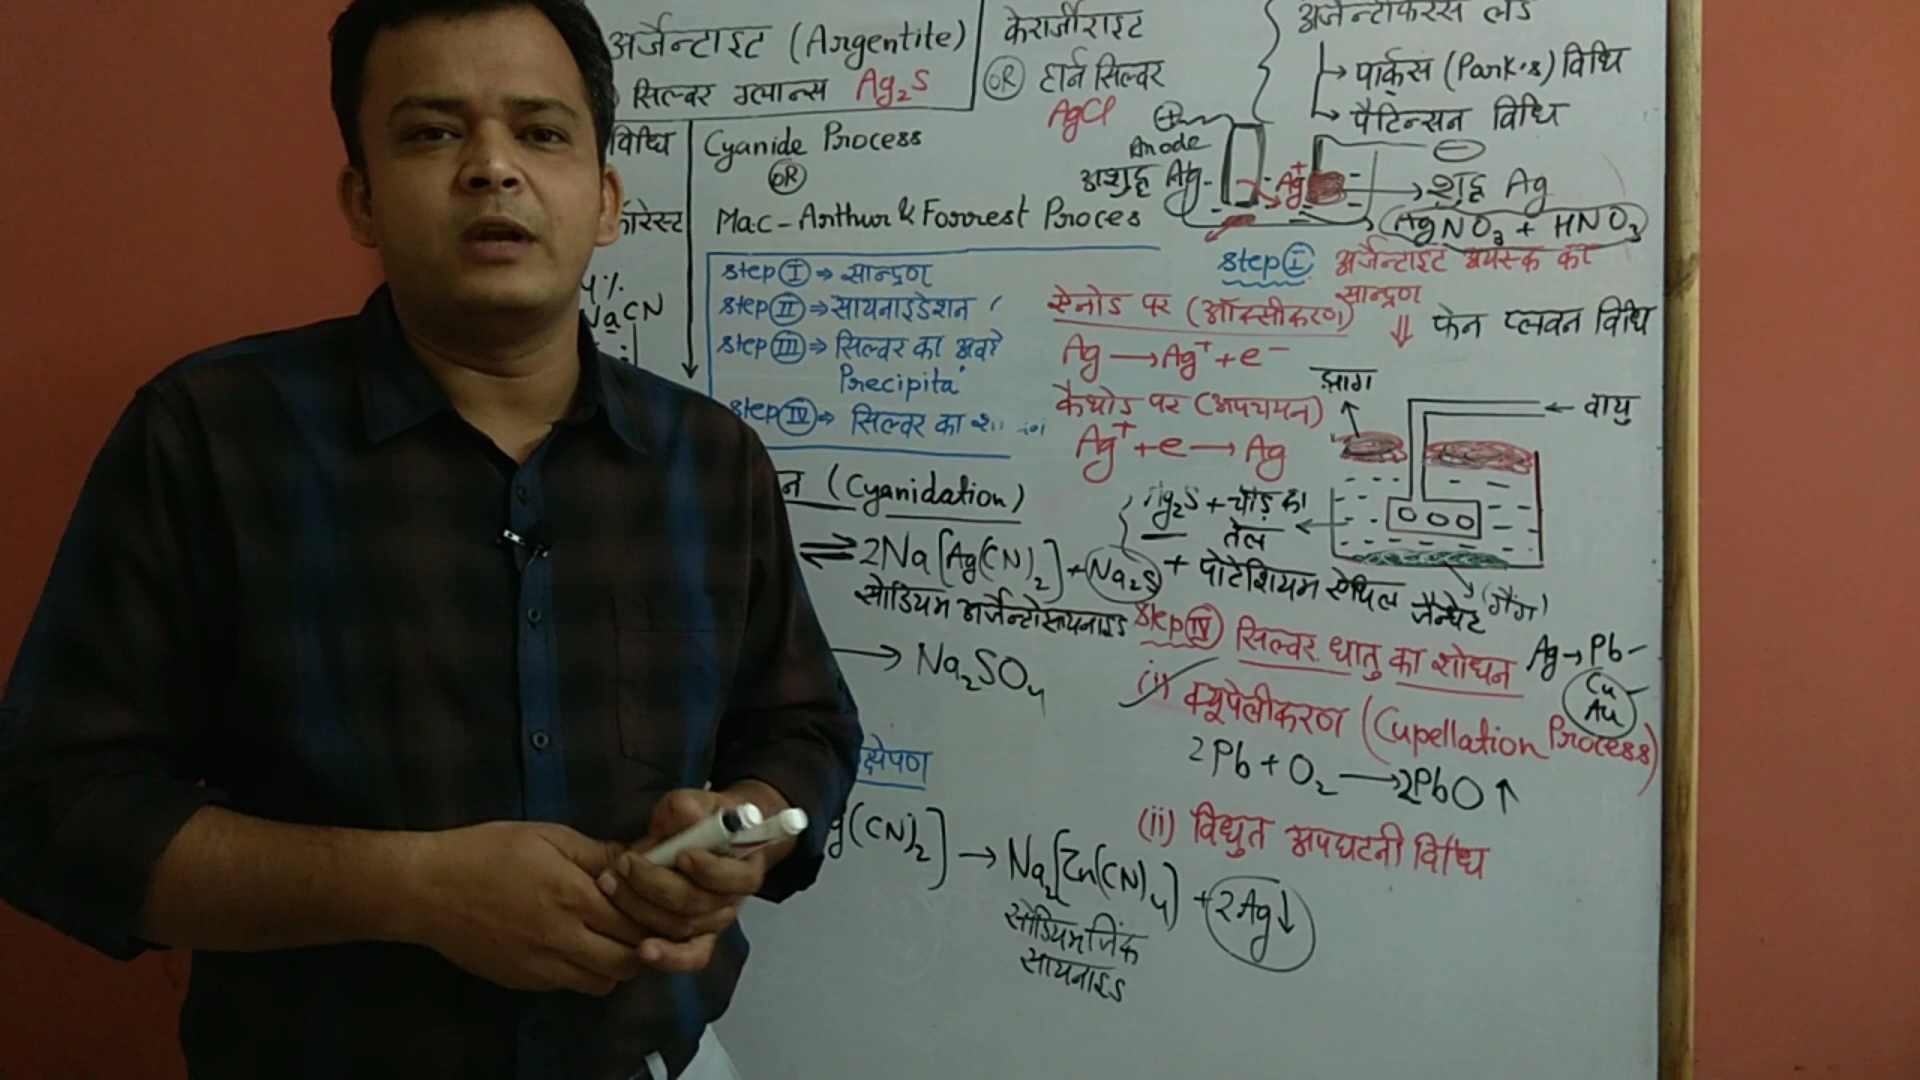 अर्जेन्टाइट (Argentite)
सिल्वर ग्लान्स Ag₂S
केरार्जीराइट
OR हार्न सिल्वर
AgCl
अर्जेन्टीफेरस लेड
→ पार्कस (Park's) विधि
→ पैटिन्सन विधि
विधि
Cyanide Process
OR
Mac-Arthur & Forrest Proces
ारेस्ट
4%
NaCN
+
Anode
अशुद्ध Ag
Ag⁺
−
शुद्ध Ag
AgNO₃ + HNO₃
step I ⇒ सान्द्रण
step II ⇒ सायनाइडेशन
step III ⇒ सिल्वर का अवक्षे
Precipita
step IV ⇒ सिल्वर का
step I अर्जेन्टाइट अयस्क का
सान्द्रण
⇓ फेन प्लवन विधि
ऐनोड पर (ऑक्सीकरण)
Ag → Ag⁺ + e⁻
कैथोड पर (अपचयन)
Ag⁺ + e → Ag
झाग
← वायु
Ag₂S + चीड़ का
तेल
+ पोटेशियम ऐथिल जैन्थेट
(गैंग)
न (Cyanidation)
⇌ 2Na[Ag(CN)₂] + Na₂S
सोडियम अर्जेन्टोसायनाइड
→ Na₂SO₄
step IV सिल्वर धातु का शोधन
Ag → Pb
Cu
Au
(i) क्यूपेलीकरण (Cupellation Process)
2Pb + O₂ → 2PbO ↑
(ii) विद्युत अपघटनी विधि
क्षेपण
g(CN)₂] → Na₂[Zn(CN)₄] + 2Ag↓
सोडियम जिंक
सायनाइड